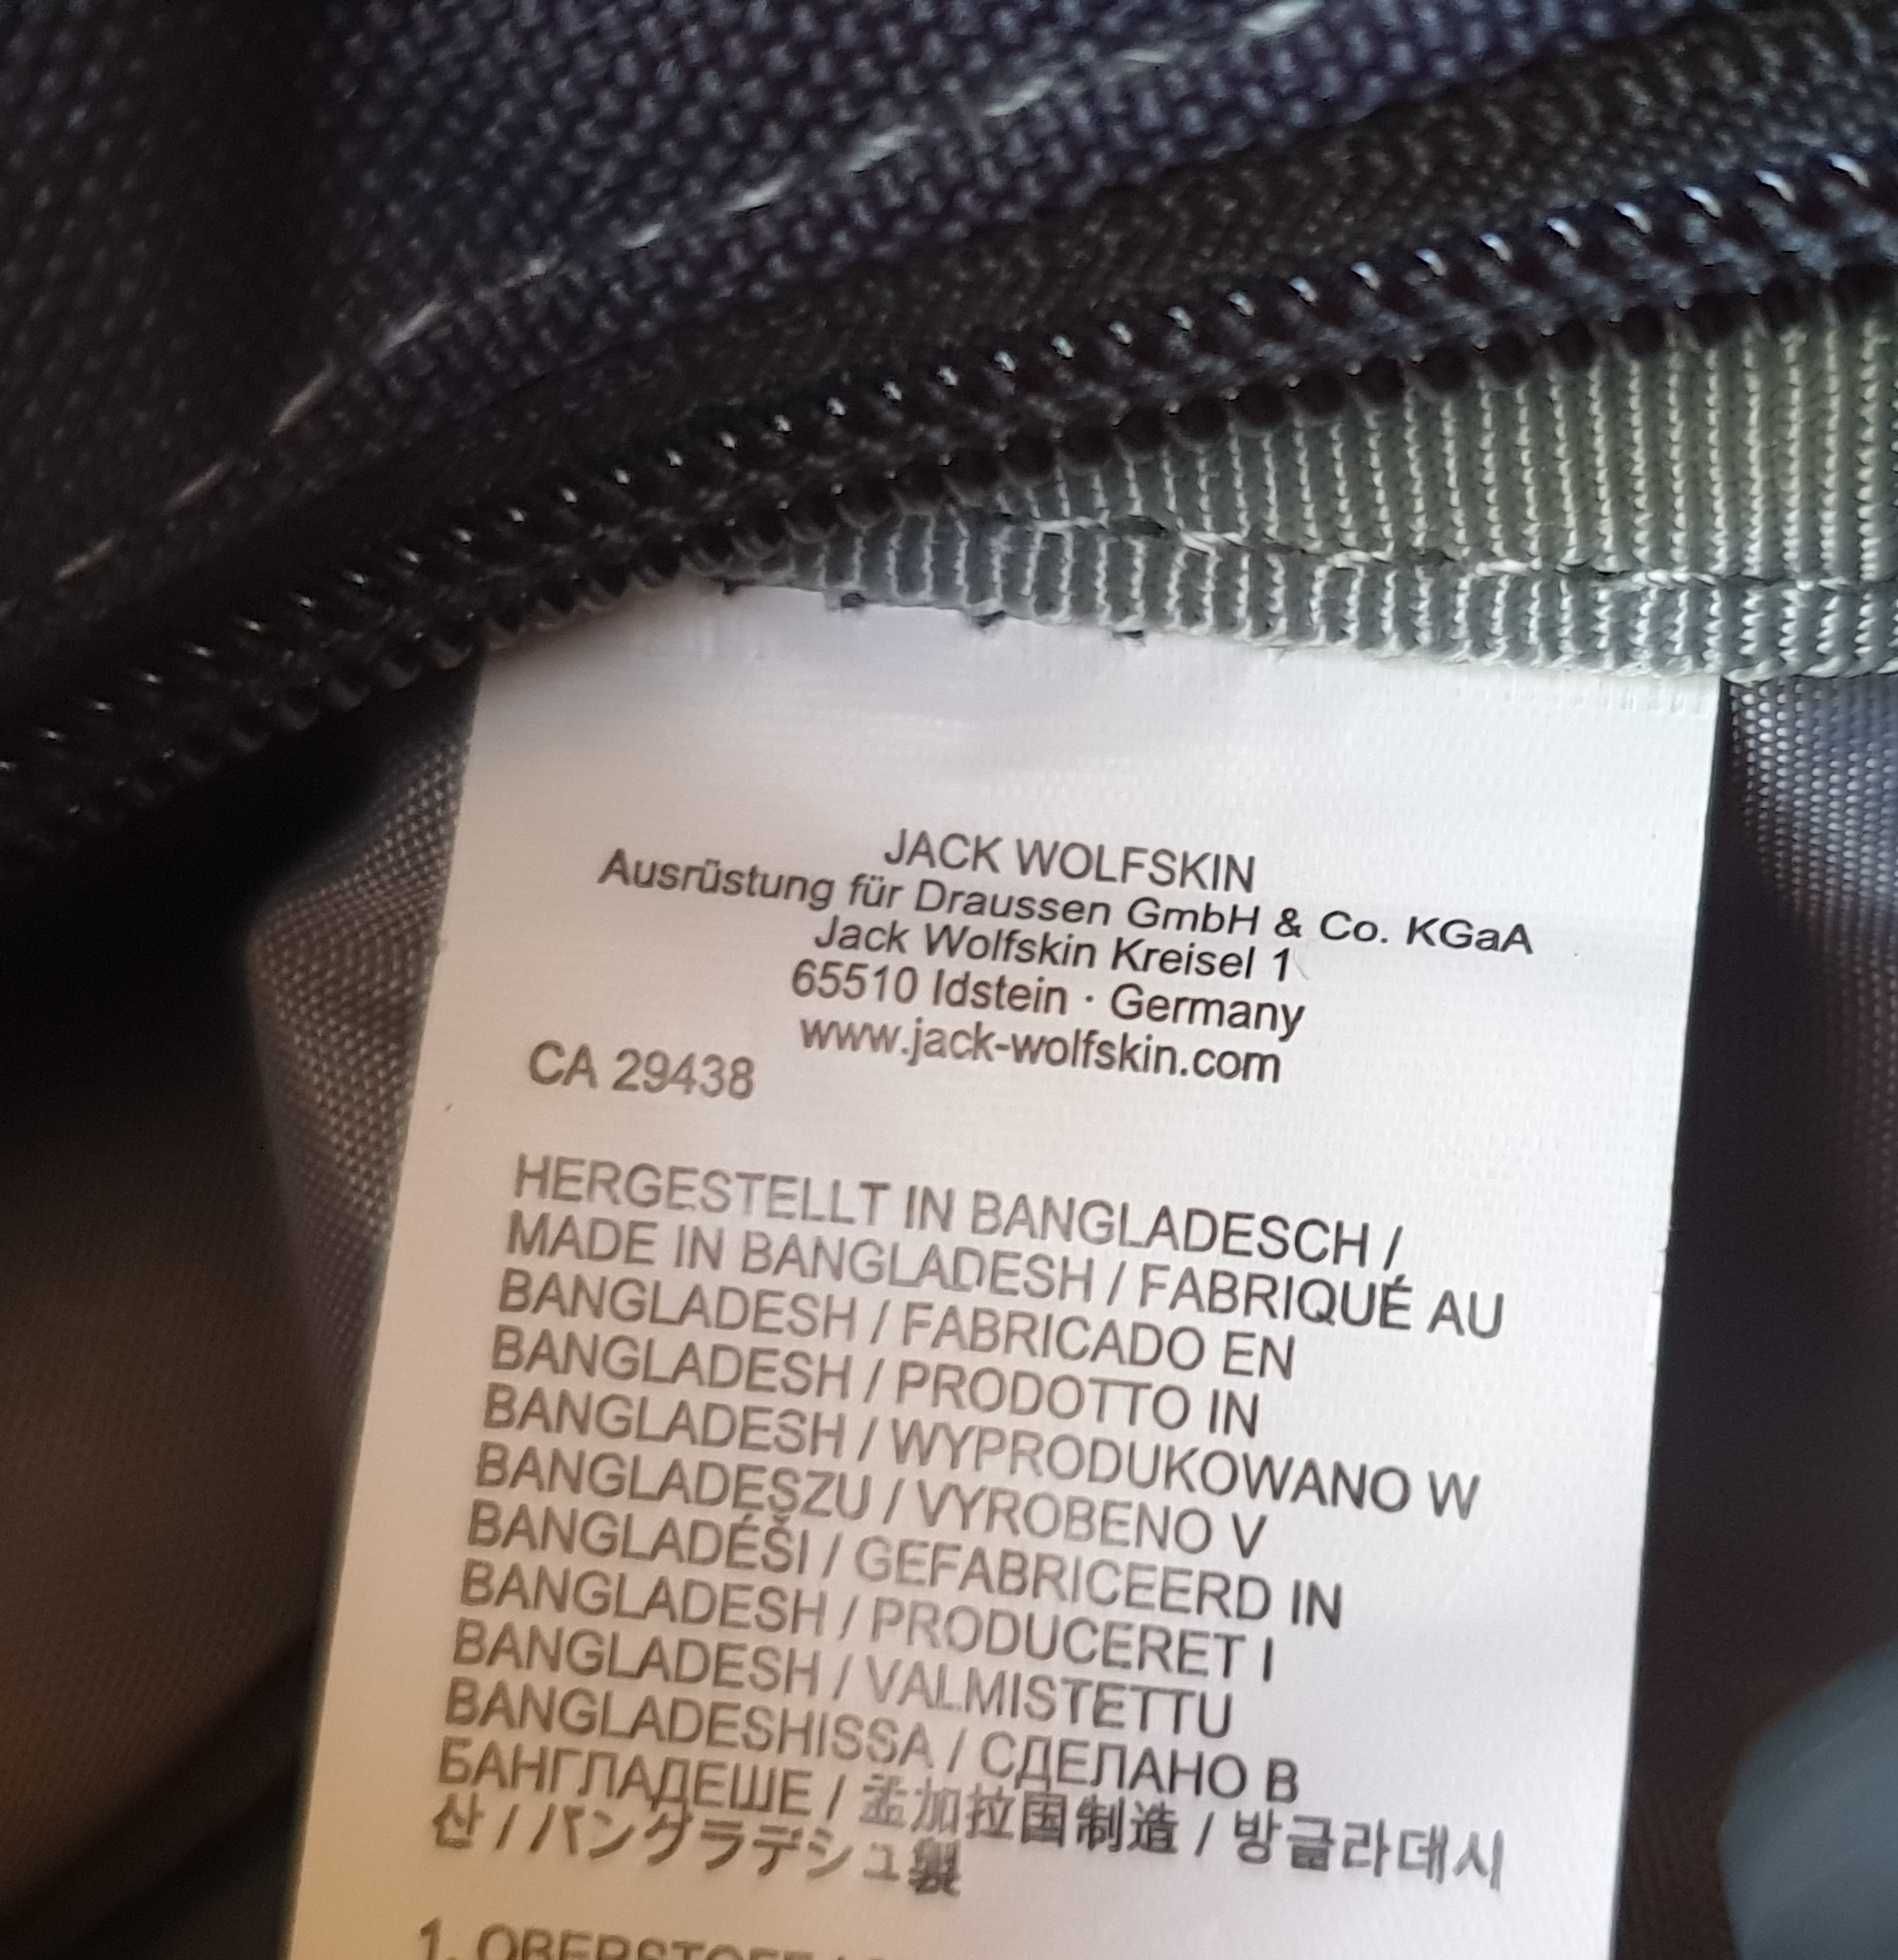 JACK WOLFSKIN
Ausrüstung für Draussen GmbH & Co. KGaA
Jack Wolfskin Kreisel 1
65510 Idstein · Germany
www.jack-wolfskin.com
CA 29438
HERGESTELLT IN BANGLADESCH /
MADE IN BANGLADESH / FABRIQUÉ AU
BANGLADESH / FABRICADO EN
BANGLADESH / PRODOTTO IN
BANGLADESH / WYPRODUKOWANO W
BANGLADESZU / VYROBENO V
BANGLADÉŠI / GEFABRICEERD IN
BANGLADESH / PRODUCERET I
BANGLADESH / VALMISTETTU
BANGLADESHISSA / СДЕЛАНО В
БАНГЛАДЕШЕ / 孟加拉国制造 / 방글라데시
산 / バングラデシュ製
1. OBERSTOFF